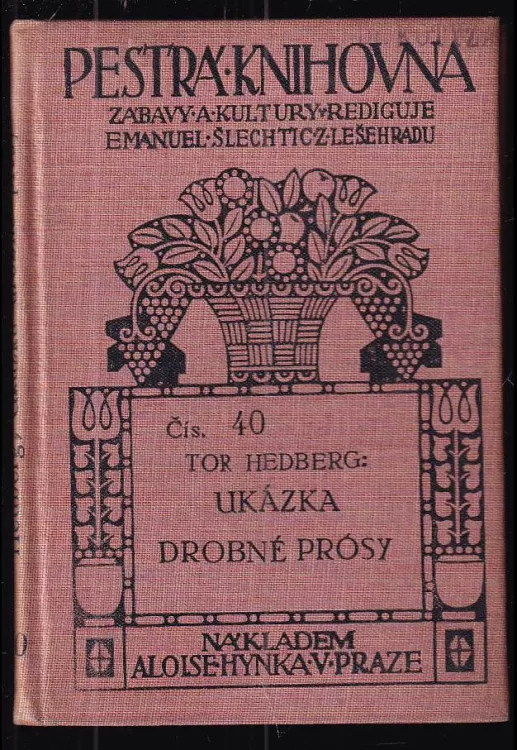 PESTRÁ·KNIHOVNA
ZÁBAVY·A·KULTURY·REDIGUJE
EMANUEL·ŠLECHTIC·Z·LEŠEHRADU
Čís. 40
TOR HEDBERG:
UKÁZKA
DROBNÉ PRÓSY
NÁKLADEM
ALOISE·HYNKA·V·PRAZE